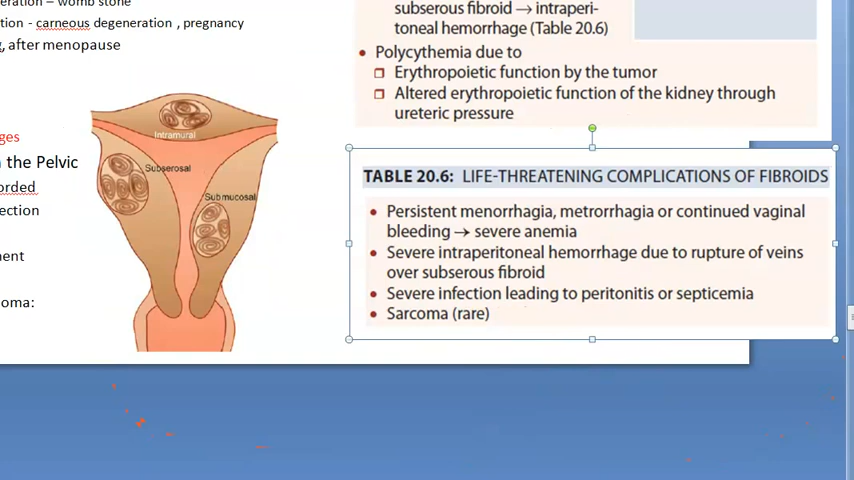 eration – womb stone
tion - carneous degeneration , pregnancy
, after menopause
ges
the Pelvic
orded
ection
ent
oma:
Intramural
Subserosal
Submucosal
subserous fibroid → intraperi-
toneal hemorrhage (Table 20.6)
• Polycythemia due to
❒ Erythropoietic function by the tumor
❒ Altered erythropoietic function of the kidney through
ureteric pressure
TABLE 20.6: LIFE-THREATENING COMPLICATIONS OF FIBROIDS
• Persistent menorrhagia, metrorrhagia or continued vaginal
bleeding → severe anemia
• Severe intraperitoneal hemorrhage due to rupture of veins
over subserous fibroid
• Severe infection leading to peritonitis or septicemia
• Sarcoma (rare)